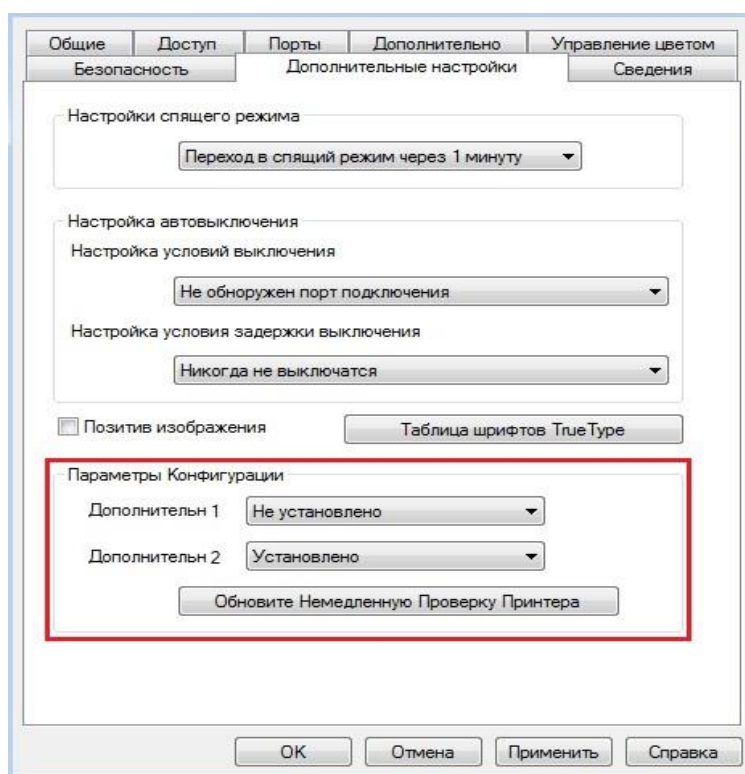 Общие Доступ Порты Дополнительно Управление цветом
Безопасность Дополнительные настройки Сведения
Настройки спящего режима
Переход в спящий режим через 1 минуту
Настройка автовыключения
Настройка условий выключения
Не обноружен порт подключения
Настройка условия задержки выключения
Никогда не выключатся
Позитив изображения Таблица шрифтов TrueType
Параметры Конфигурации
Дополнительн 1 Не установлено
Дополнительн 2 Установлено
Обновите Немедленную Проверку Принтера
OK Отмена Применить Справка